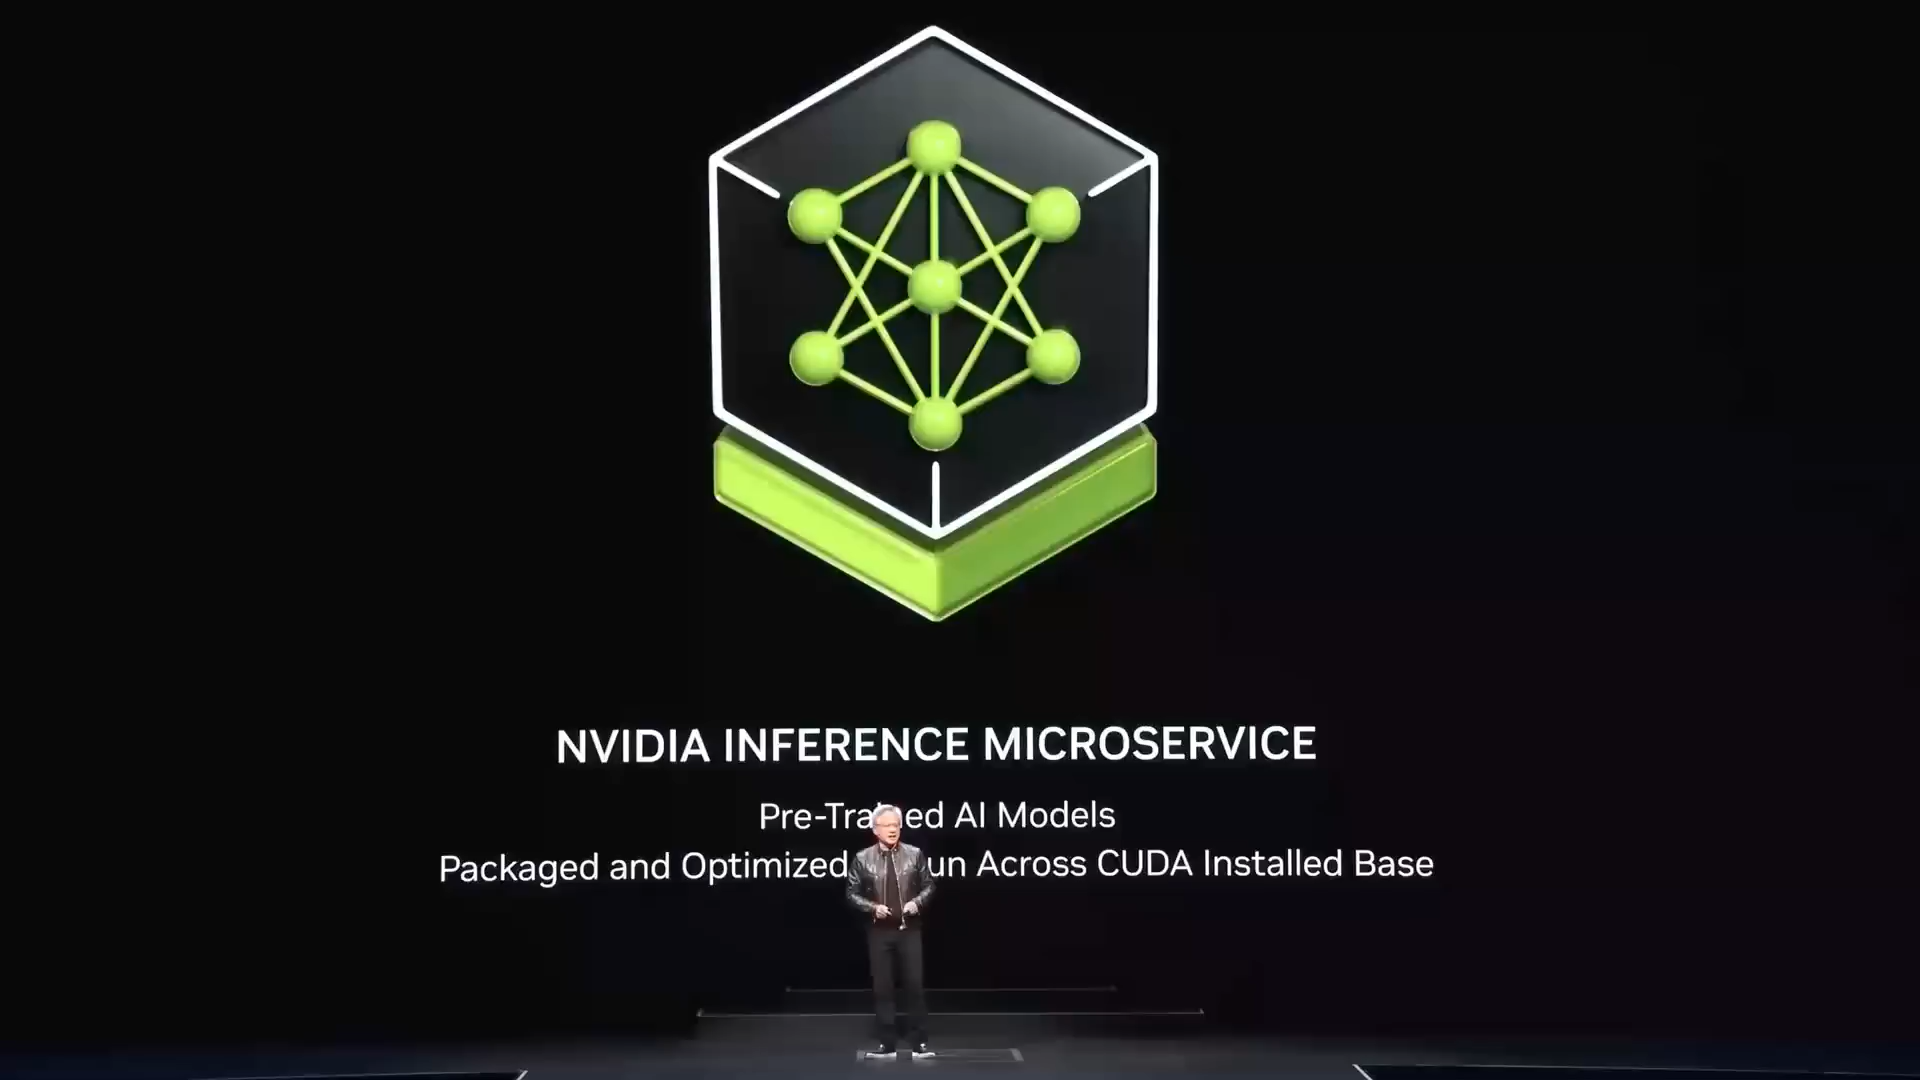 NVIDIA INFERENCE MICROSERVICE
AI Models
Packaged and Optimized Across CUDA Installed Base